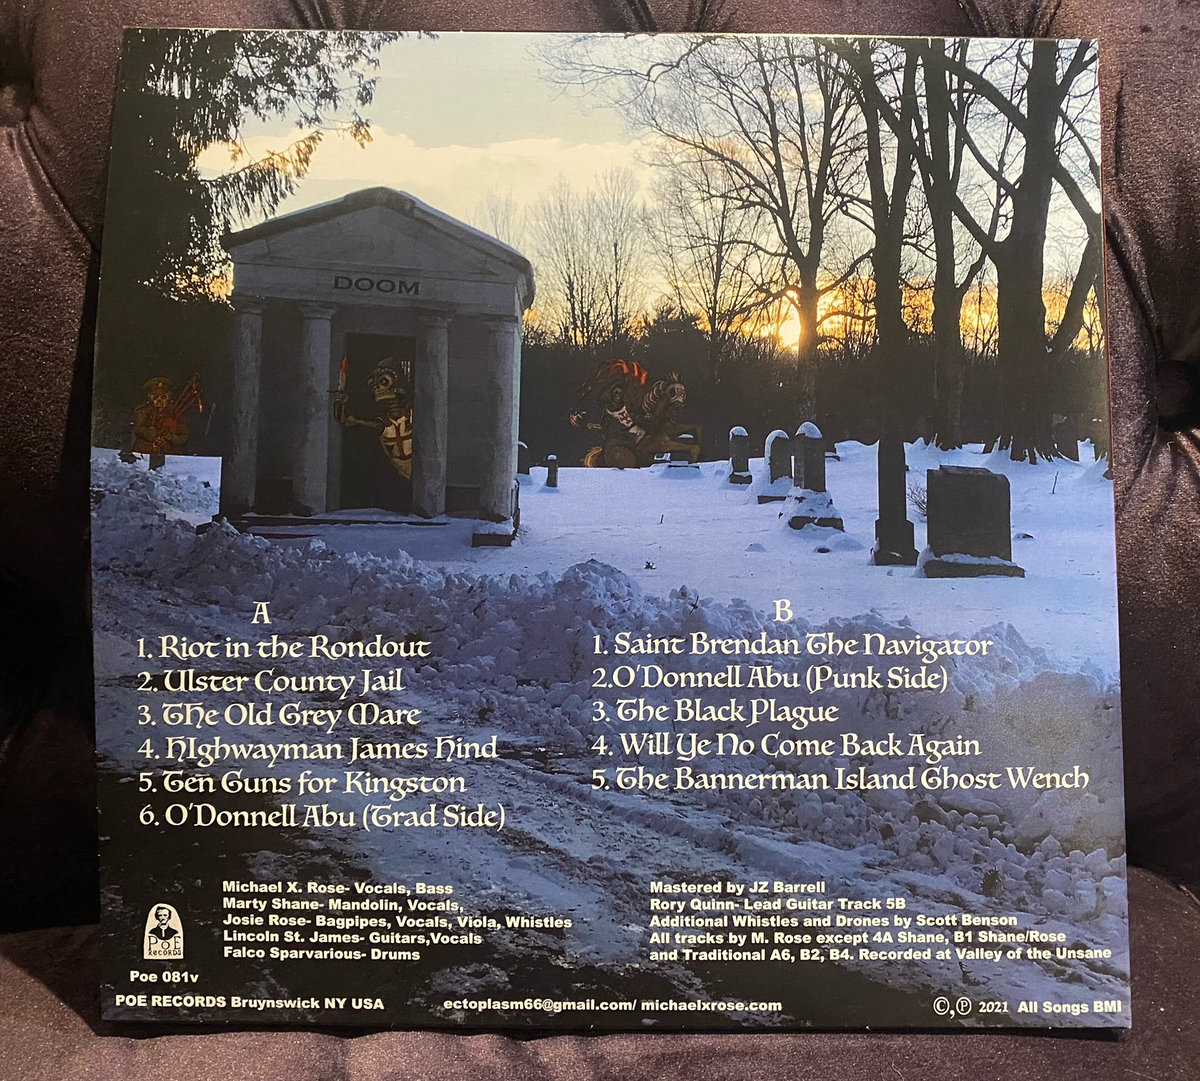 DOOM
A
1. Riot in the Rondout
2. Ulster County Jail
3. THe Old Grey Mare
4. HIghwayman James Hind
5. Ten Guns for Kingston
6. O'Donnell Abu (Trad Side)
B
1. Saint Brendan The Navigator
2.O'Donnell Abu (Punk Side)
3. The Black Plague
4. Will Ye No Come Back Again
5. The Bannerman Island Ghost Wench
Michael X. Rose- Vocals, Bass
Marty Shane- Mandolin, Vocals,
Josie Rose- Bagpipes, Vocals, Viola, Whistles
Lincoln St. James- Guitars,Vocals
Falco Sparvarious- Drums
Mastered by JZ Barrell
Rory Quinn- Lead Guitar Track 5B
Additional Whistles and Drones by Scott Benson
All tracks by M. Rose except 4A Shane, B1 Shane/Rose
and Traditional A6, B2, B4. Recorded at Valley of the Unsane
POE
RECORDS
Poe 081v
POE RECORDS Bruynswick NY USA
ectoplasm66@gmail.com/ michaelxrose.com
©,℗ 2021 All Songs BMI